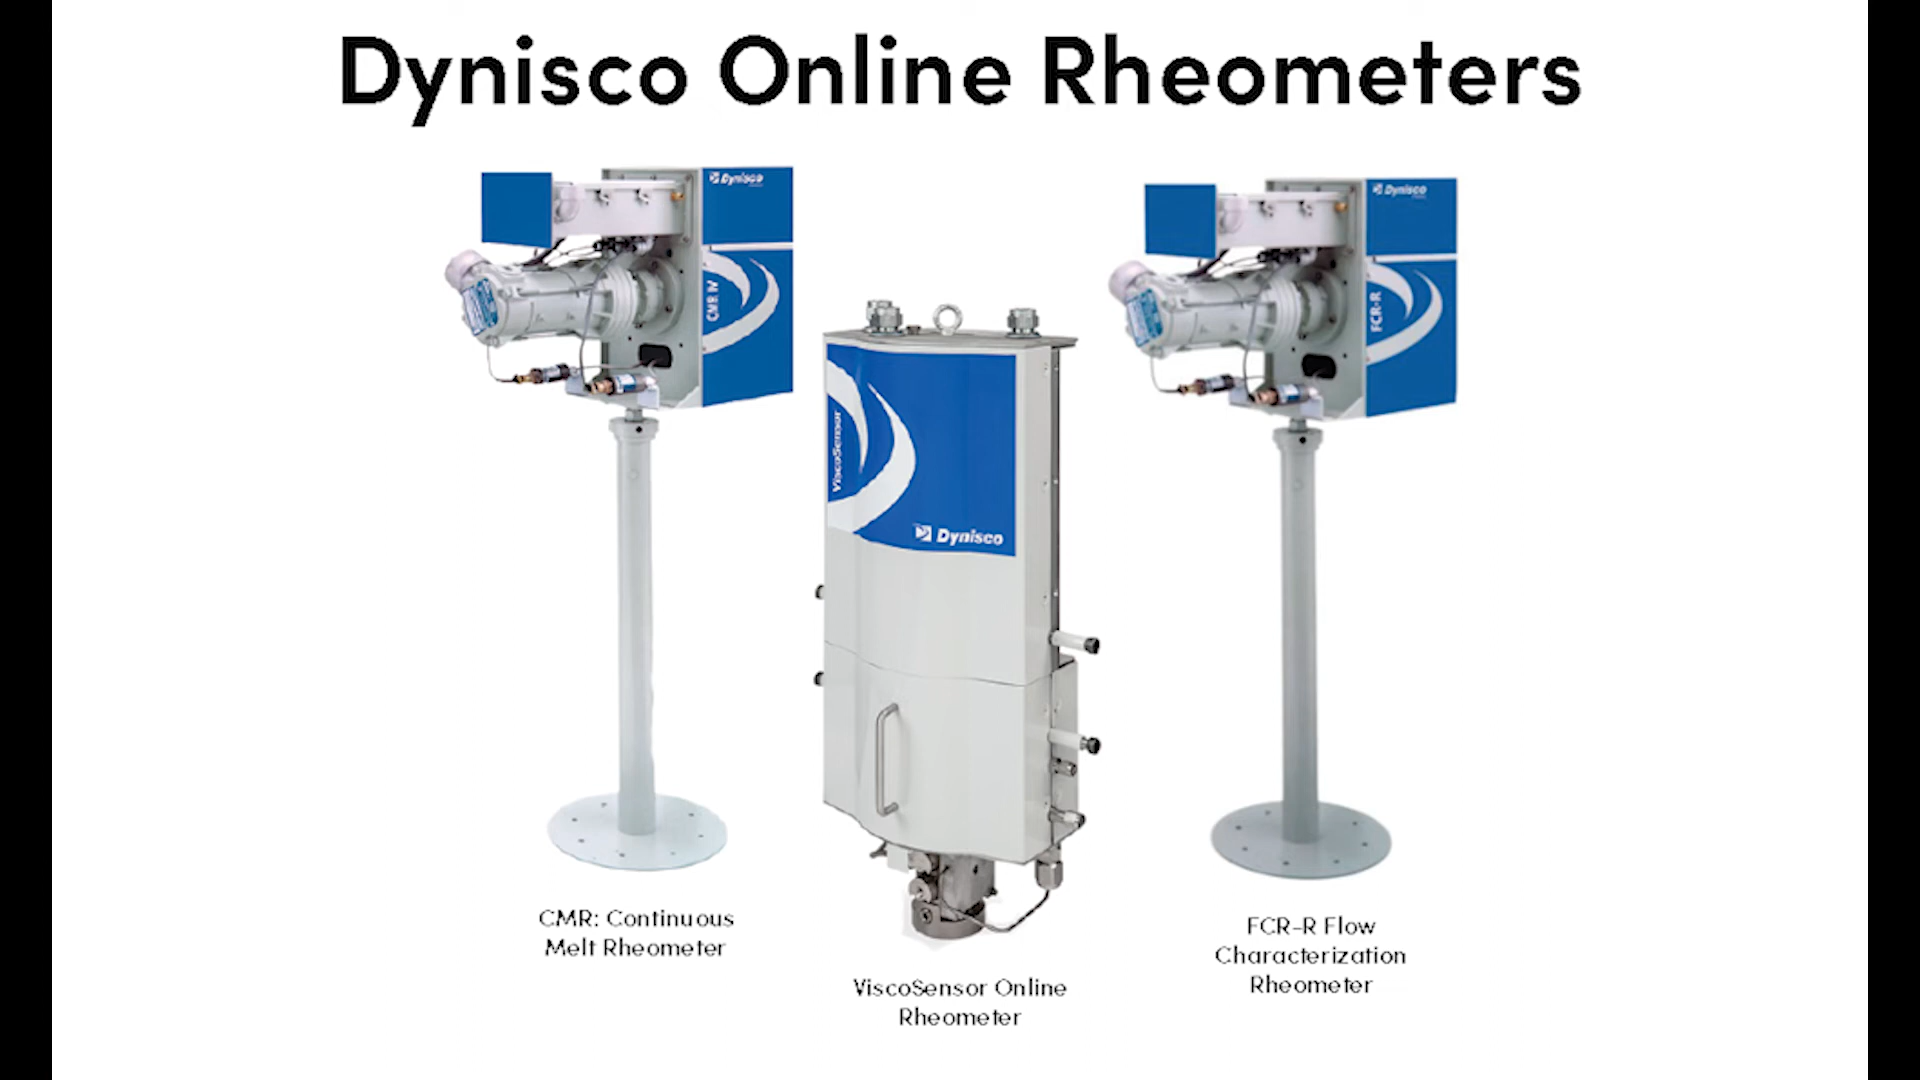 Dynisco Online Rheometers
Dynisco
CMR IV
Dynisco
FCR-R
ViscoSensor
Dynisco
CMR: Continuous
Melt Rheometer
ViscoSensor Online
Rheometer
FCR-R Flow
Characterization
Rheometer